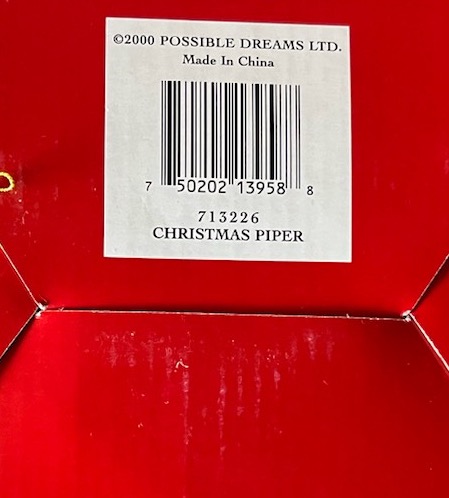 ©2000 POSSIBLE DREAMS LTD.
Made In China
7 50202 13958 8
713226
CHRISTMAS PIPER